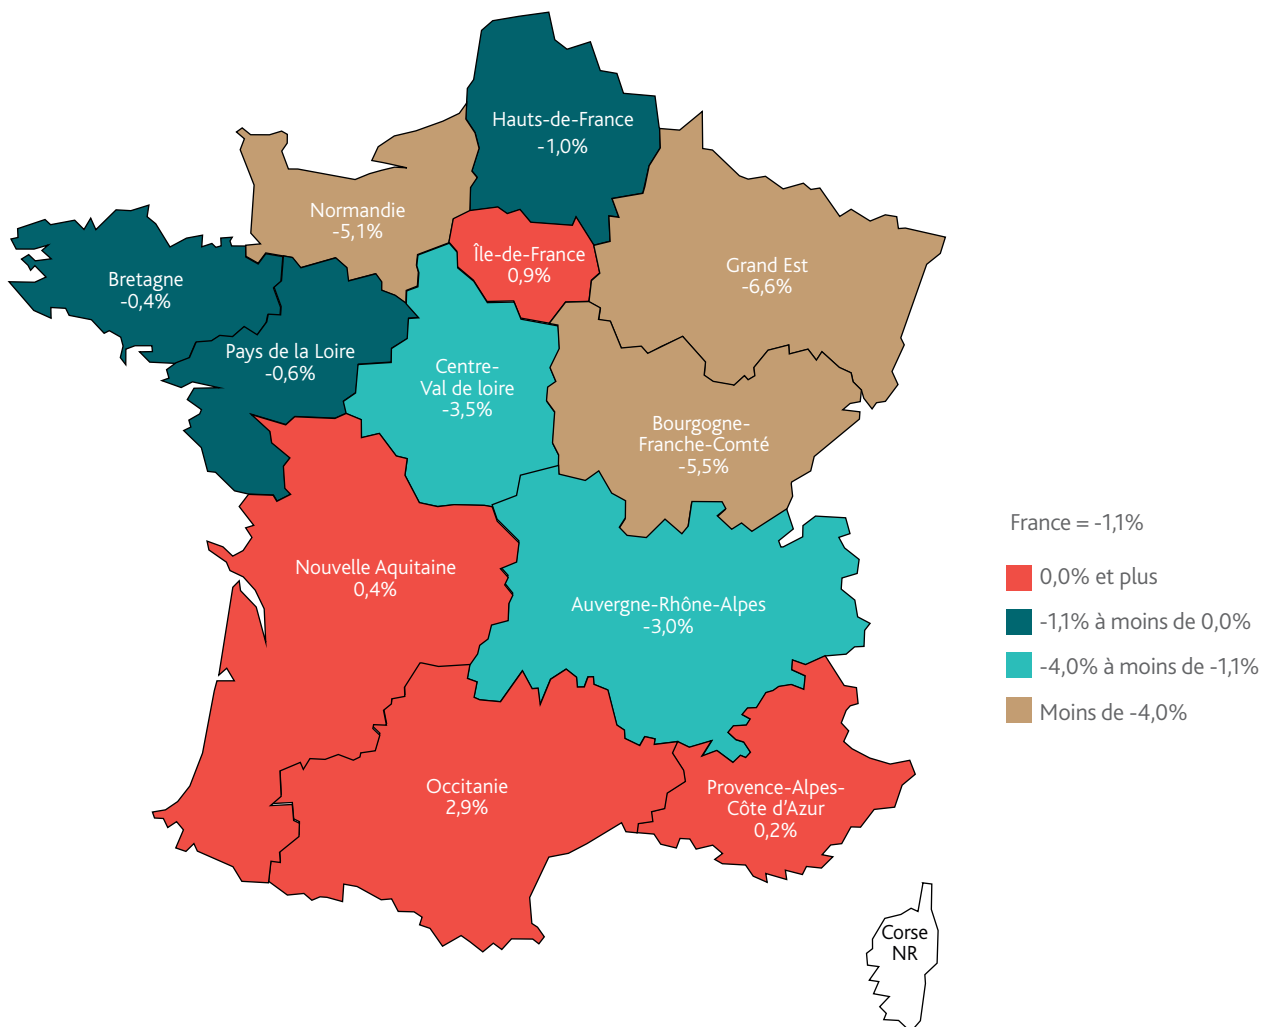 Hauts-de-France
-1,0%
Normandie
-5,1%
Île-de-France
0,9%
Grand Est
-6,6%
Bretagne
-0,4%
Pays de la Loire
-0,6%
Centre-
Val de loire
-3,5%
Bourgogne-
Franche-Comté
-5,5%
Nouvelle Aquitaine
0,4%
Auvergne-Rhône-Alpes
-3,0%
Occitanie
2,9%
Provence-Alpes-
Côte d'Azur
0,2%
Corse
NR
France = -1,1%
0,0% et plus
-1,1% à moins de 0,0%
-4,0% à moins de -1,1%
Moins de -4,0%